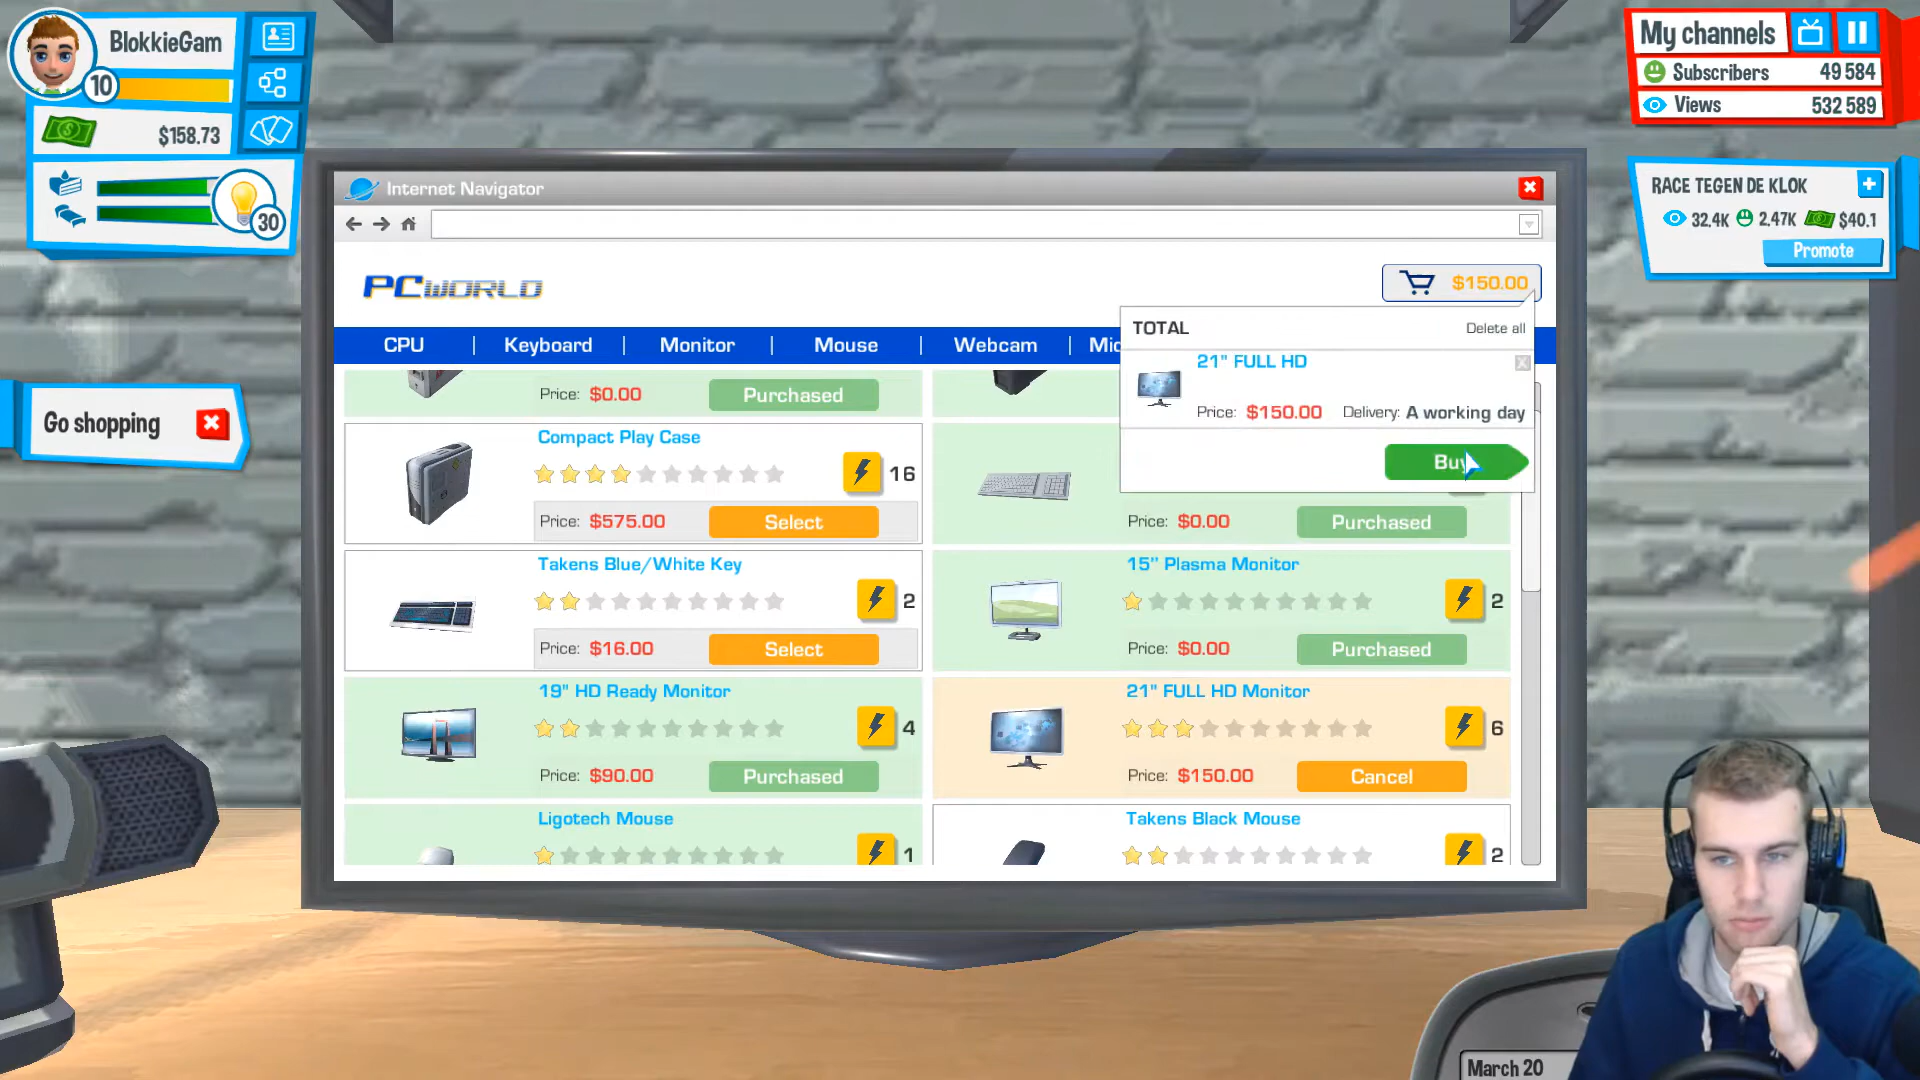 BlokkieGam
10
$158.73
30
My channels
Subscribers 49 584
Views 532 589
RACE TEGEN DE KLOK
32.4K 2.47K $40.1
Promote
Go shopping
Internet Navigator
PCWORLD
$150.00
CPU Keyboard Monitor Mouse Webcam
TOTAL Delete all
21" FULL HD
Price: $150.00 Delivery: A working day
Buy
Price: $0.00 Purchased
Compact Play Case
16
Price: $575.00 Select
Price: $0.00 Purchased
Takens Blue/White Key
2
Price: $16.00 Select
15" Plasma Monitor
2
Price: $0.00 Purchased
19" HD Ready Monitor
4
Price: $90.00 Purchased
21" FULL HD Monitor
6
Price: $150.00 Cancel
Ligotech Mouse
1
Takens Black Mouse
2
March 20